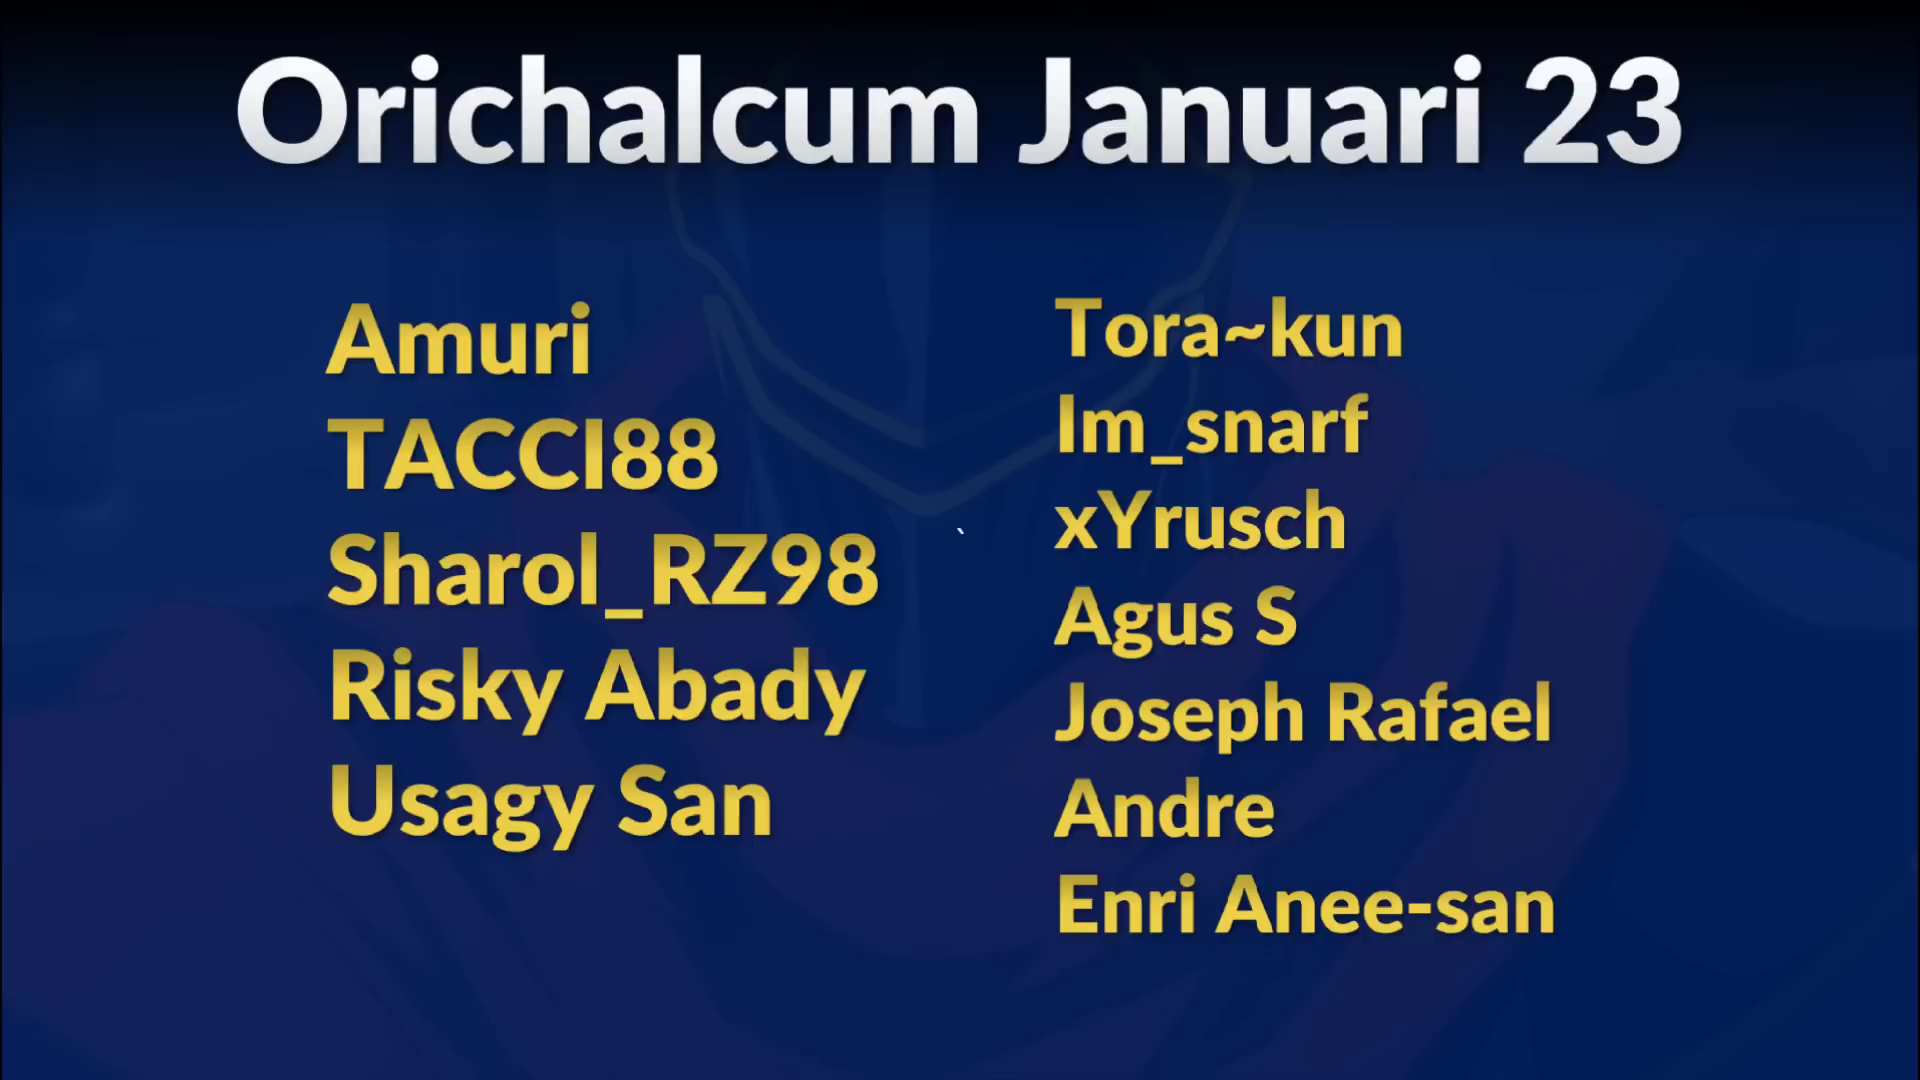 Orichalcum Januari 23
Amuri
TACCI88
Sharol_RZ98
Risky Abady
Usagy San
Tora~kun
Im_snarf
xYrusch
Agus S
Joseph Rafael
Andre
Enri Anee-san